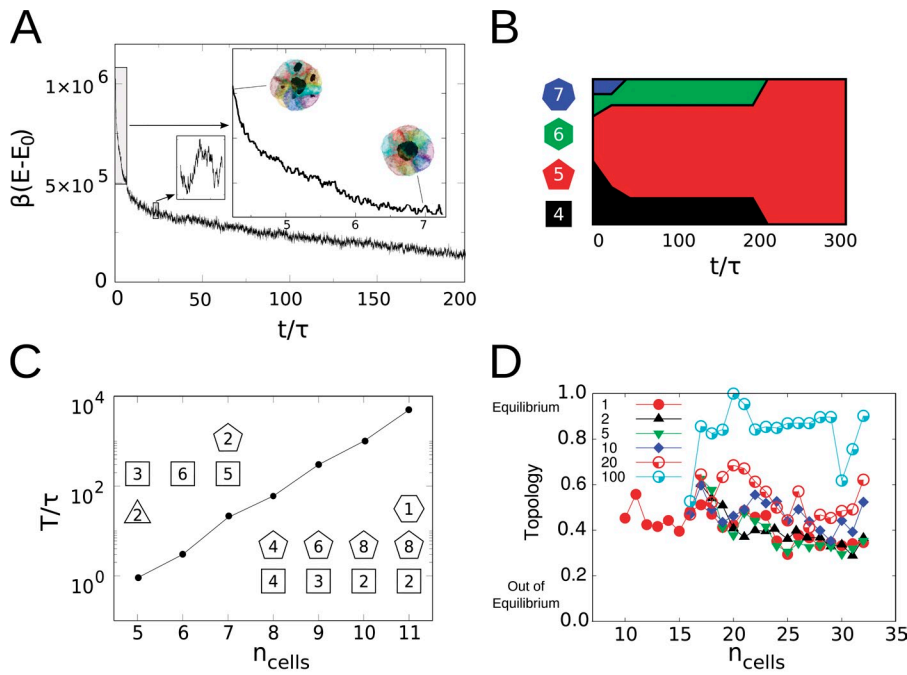 A
1×10⁶
5×10⁵
0
β(E-E₀)
5 6 7
0 50 100 150 200
t/τ
B
7
6
5
4
0 100 200 300
t/τ
C
10⁴
10²
10⁰
T/τ
2
3 6 5
2
1
4 6 8 8
4 3 2 2
5 6 7 8 9 10 11
n_cells
D
Equilibrium
Out of
Equilibrium
Topology
1.0
0.8
0.6
0.4
0.2
0.0
1
2
5
10
20
100
10 15 20 25 30 35
n_cells